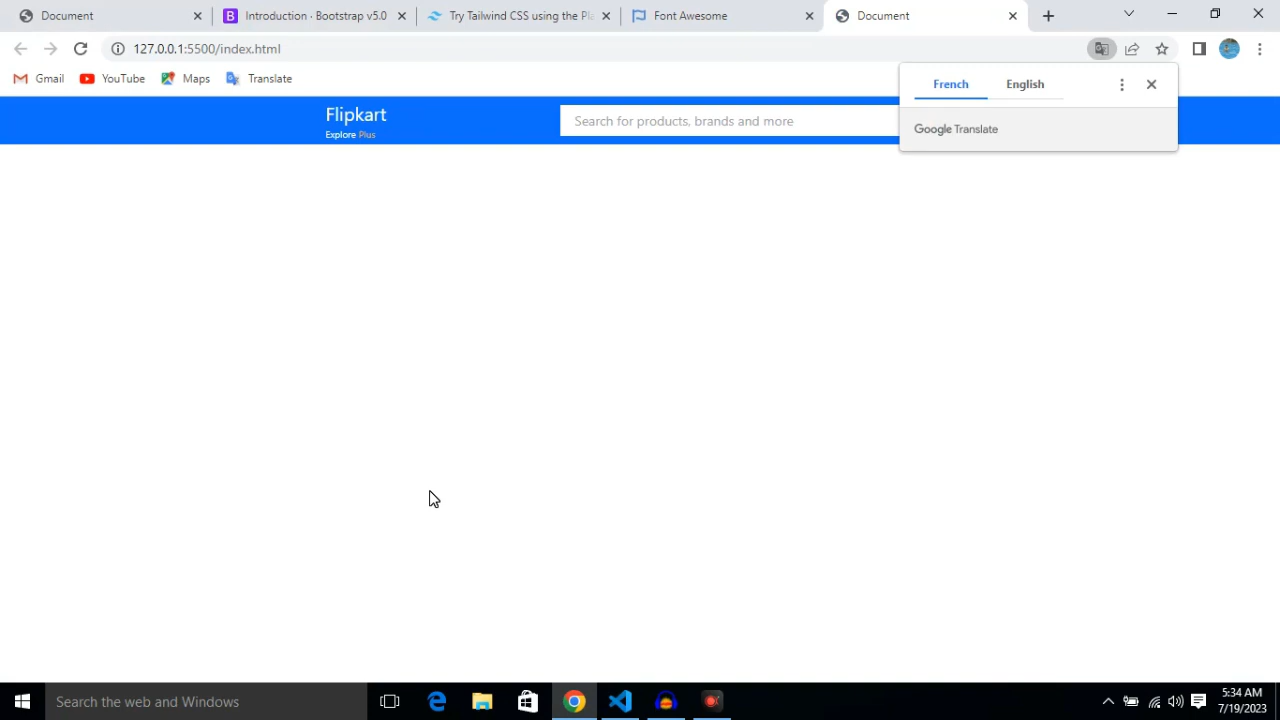 Document
Introduction · Bootstrap v5.0
Try Tailwind CSS using the Pla
Font Awesome
Document
127.0.0.1:5500/index.html
Gmail
YouTube
Maps
Translate
French
English
Google Translate
Flipkart
Explore Plus
Search for products, brands and more
Search the web and Windows
5:34 AM
7/19/2023